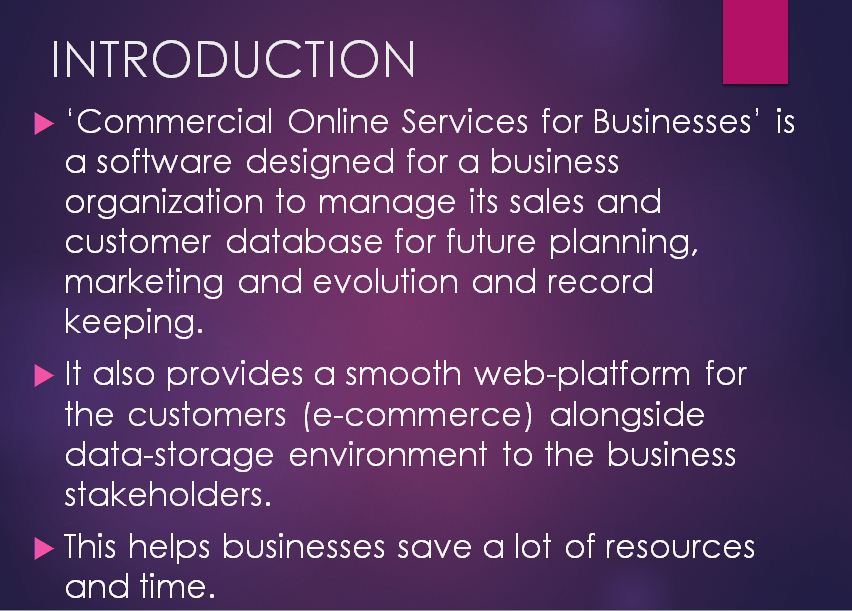 INTRODUCTION
‘Commercial Online Services for Businesses’ is
a software designed for a business
organization to manage its sales and
customer database for future planning,
marketing and evolution and record
keeping.
It also provides a smooth web-platform for
the customers (e-commerce) alongside
data-storage environment to the business
stakeholders.
This helps businesses save a lot of resources
and time.